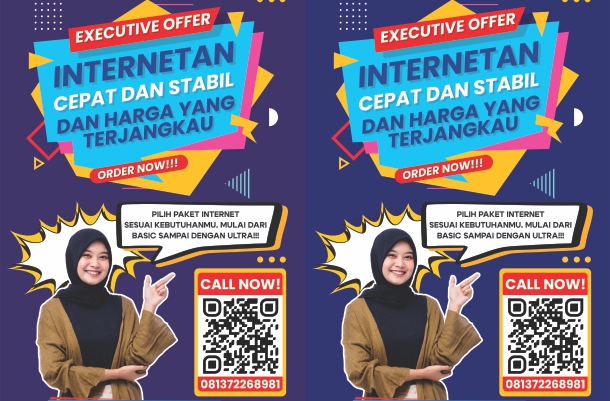 EXECUTIVE OFFER
INTERNETAN
CEPAT DAN STABIL
DAN HARGA YANG
TERJANGKAU
ORDER NOW!!!
PILIH PAKET INTERNET
SESUAI KEBUTUHANMU. MULAI DARI
BASIC SAMPAI DENGAN ULTRA!!!
CALL NOW!
081372268981
EXECUTIVE OFFER
INTERNETAN
CEPAT DAN STABIL
DAN HARGA YANG
TERJANGKAU
ORDER NOW!!!
PILIH PAKET INTERNET
SESUAI KEBUTUHANMU. MULAI DARI
BASIC SAMPAI DENGAN ULTRA!!!
CALL NOW!
081372268981